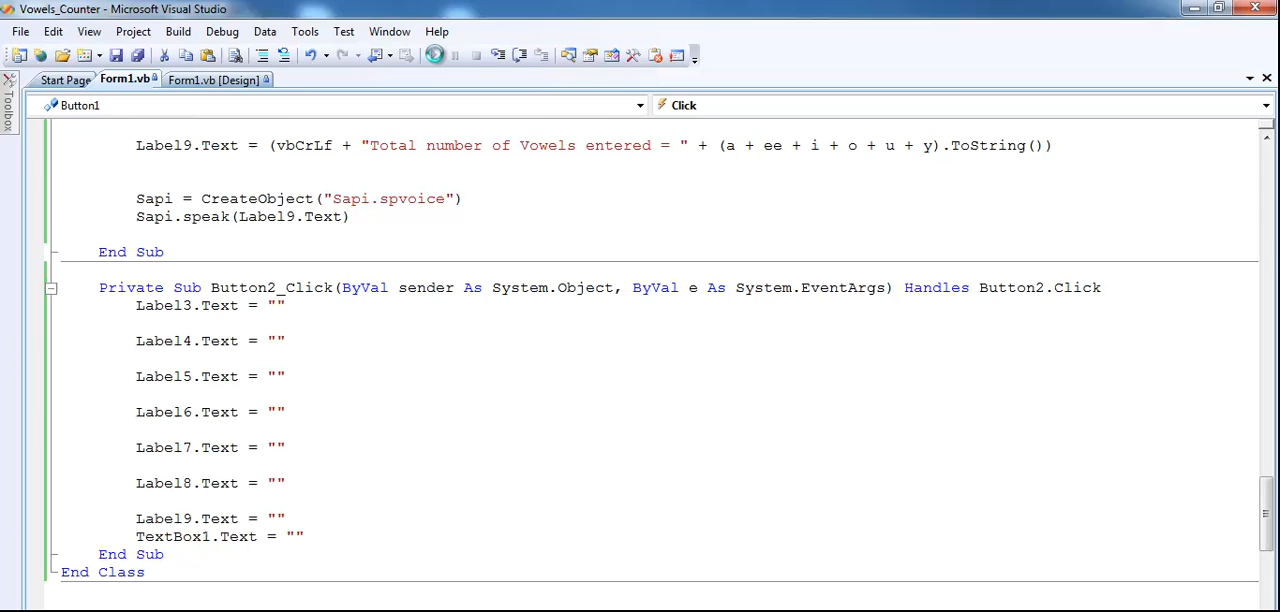 Vowels_Counter - Microsoft Visual Studio
File Edit View Project Build Debug Data Tools Test Window Help
Start Page Form1.vb Form1.vb [Design]
Toolbox
Button1 Click
Label9.Text = (vbCrLf + "Total number of Vowels entered = " + (a + ee + i + o + u + y).ToString())
Sapi = CreateObject("Sapi.spvoice")
Sapi.speak(Label9.Text)
End Sub
Private Sub Button2_Click(ByVal sender As System.Object, ByVal e As System.EventArgs) Handles Button2.Click
Label3.Text = ""
Label4.Text = ""
Label5.Text = ""
Label6.Text = ""
Label7.Text = ""
Label8.Text = ""
Label9.Text = ""
TextBox1.Text = ""
End Sub
End Class